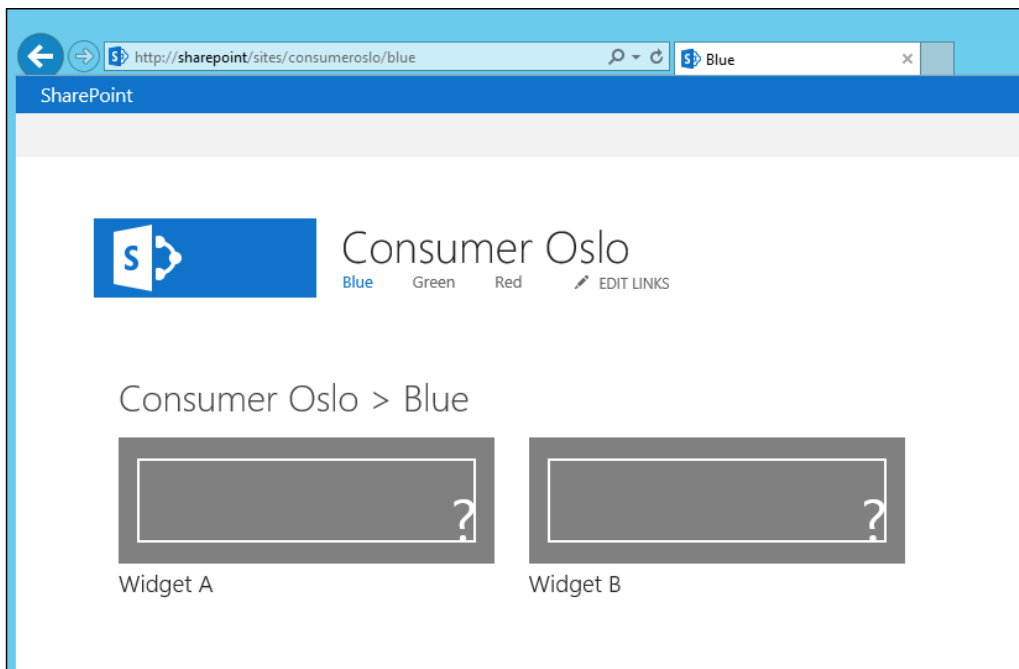 http://sharepoint/sites/consumeroslo/blue
Blue
SharePoint
S
Consumer Oslo
Blue Green Red EDIT LINKS
Consumer Oslo > Blue
? ?
Widget A Widget B